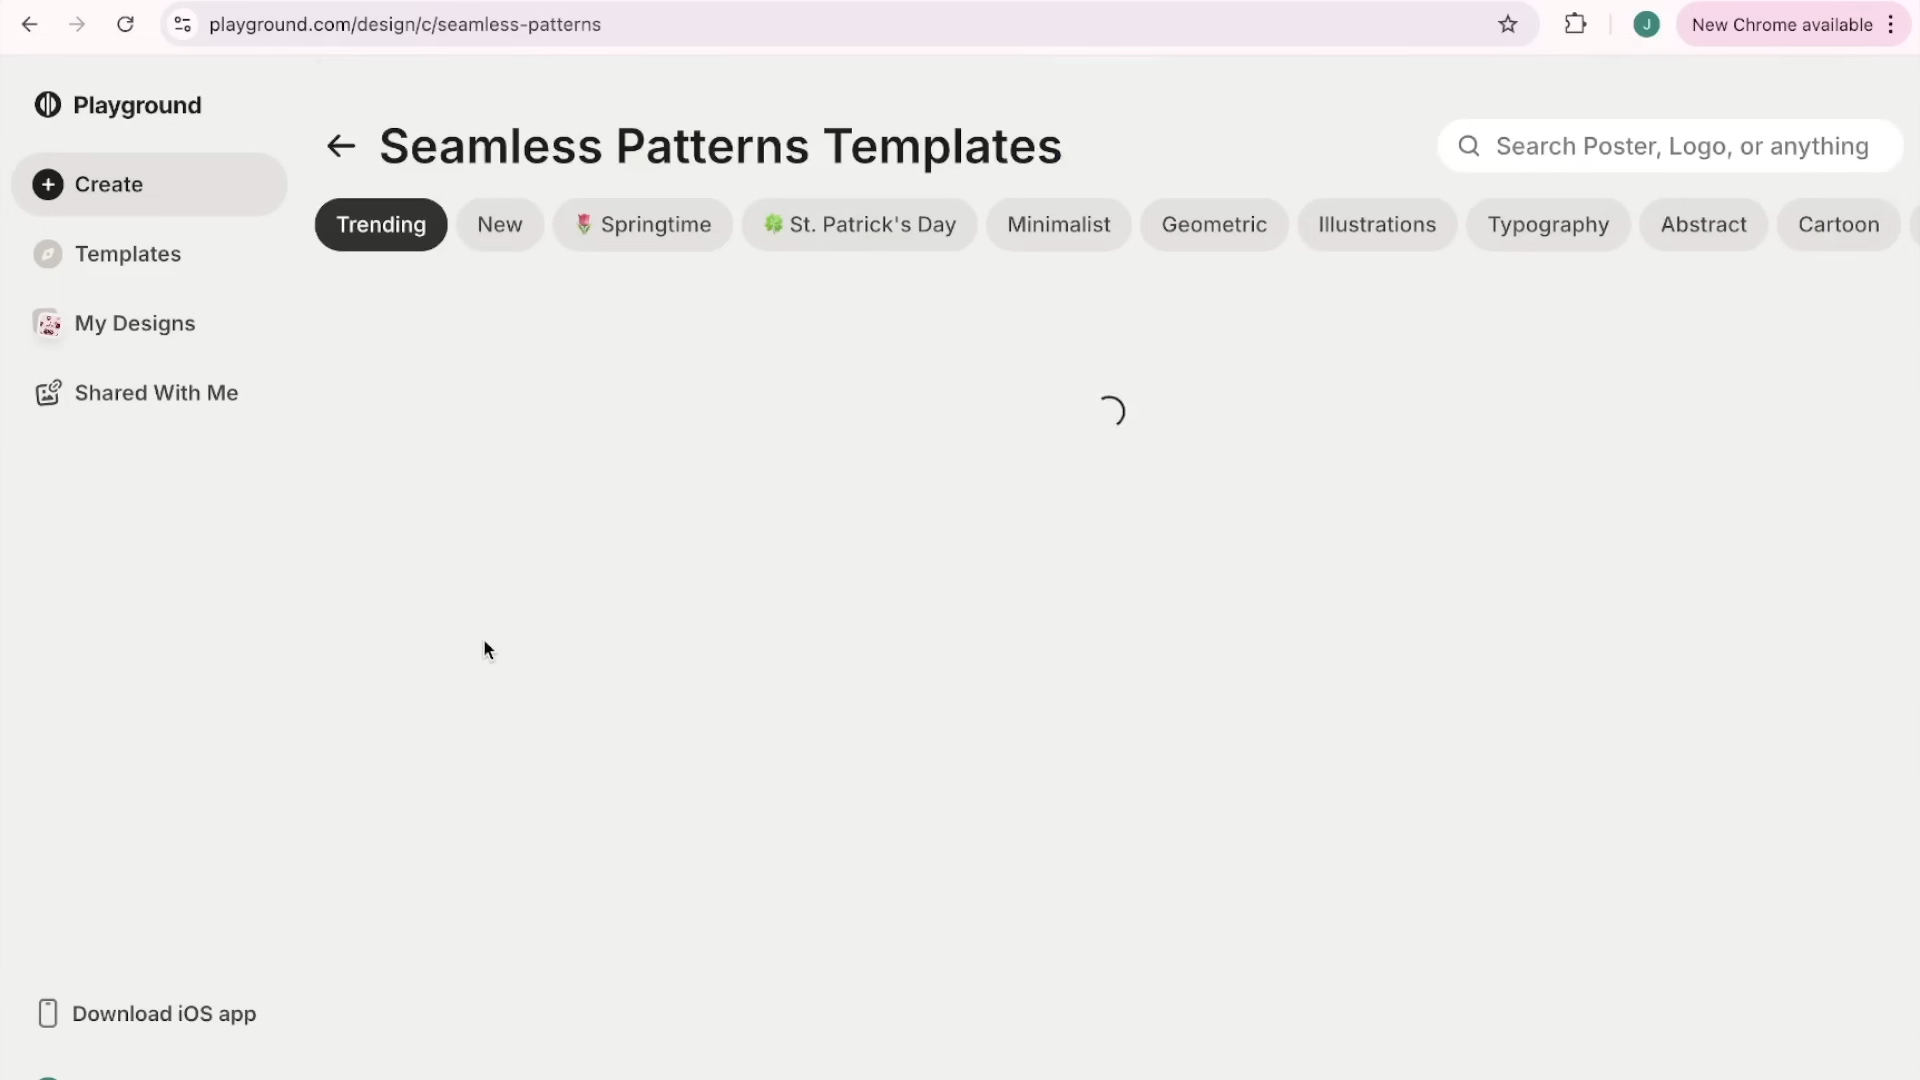 playground.com/design/c/seamless-patterns
J
New Chrome available
Playground
Seamless Patterns Templates
Search Poster, Logo, or anything
Create
Trending
New
Springtime
St. Patrick's Day
Minimalist
Geometric
Illustrations
Typography
Abstract
Cartoon
Templates
My Designs
Shared With Me
Download iOS app